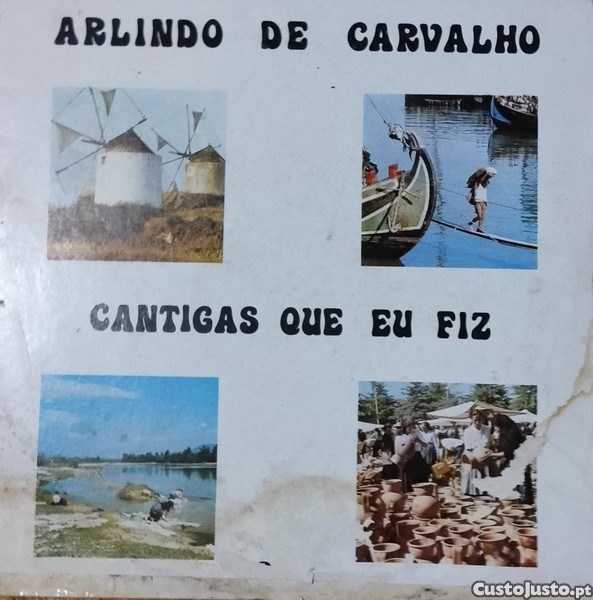 ARLINDO DE CARVALHO
CANTIGAS QUE EU FIZ
CustoJusto.pt